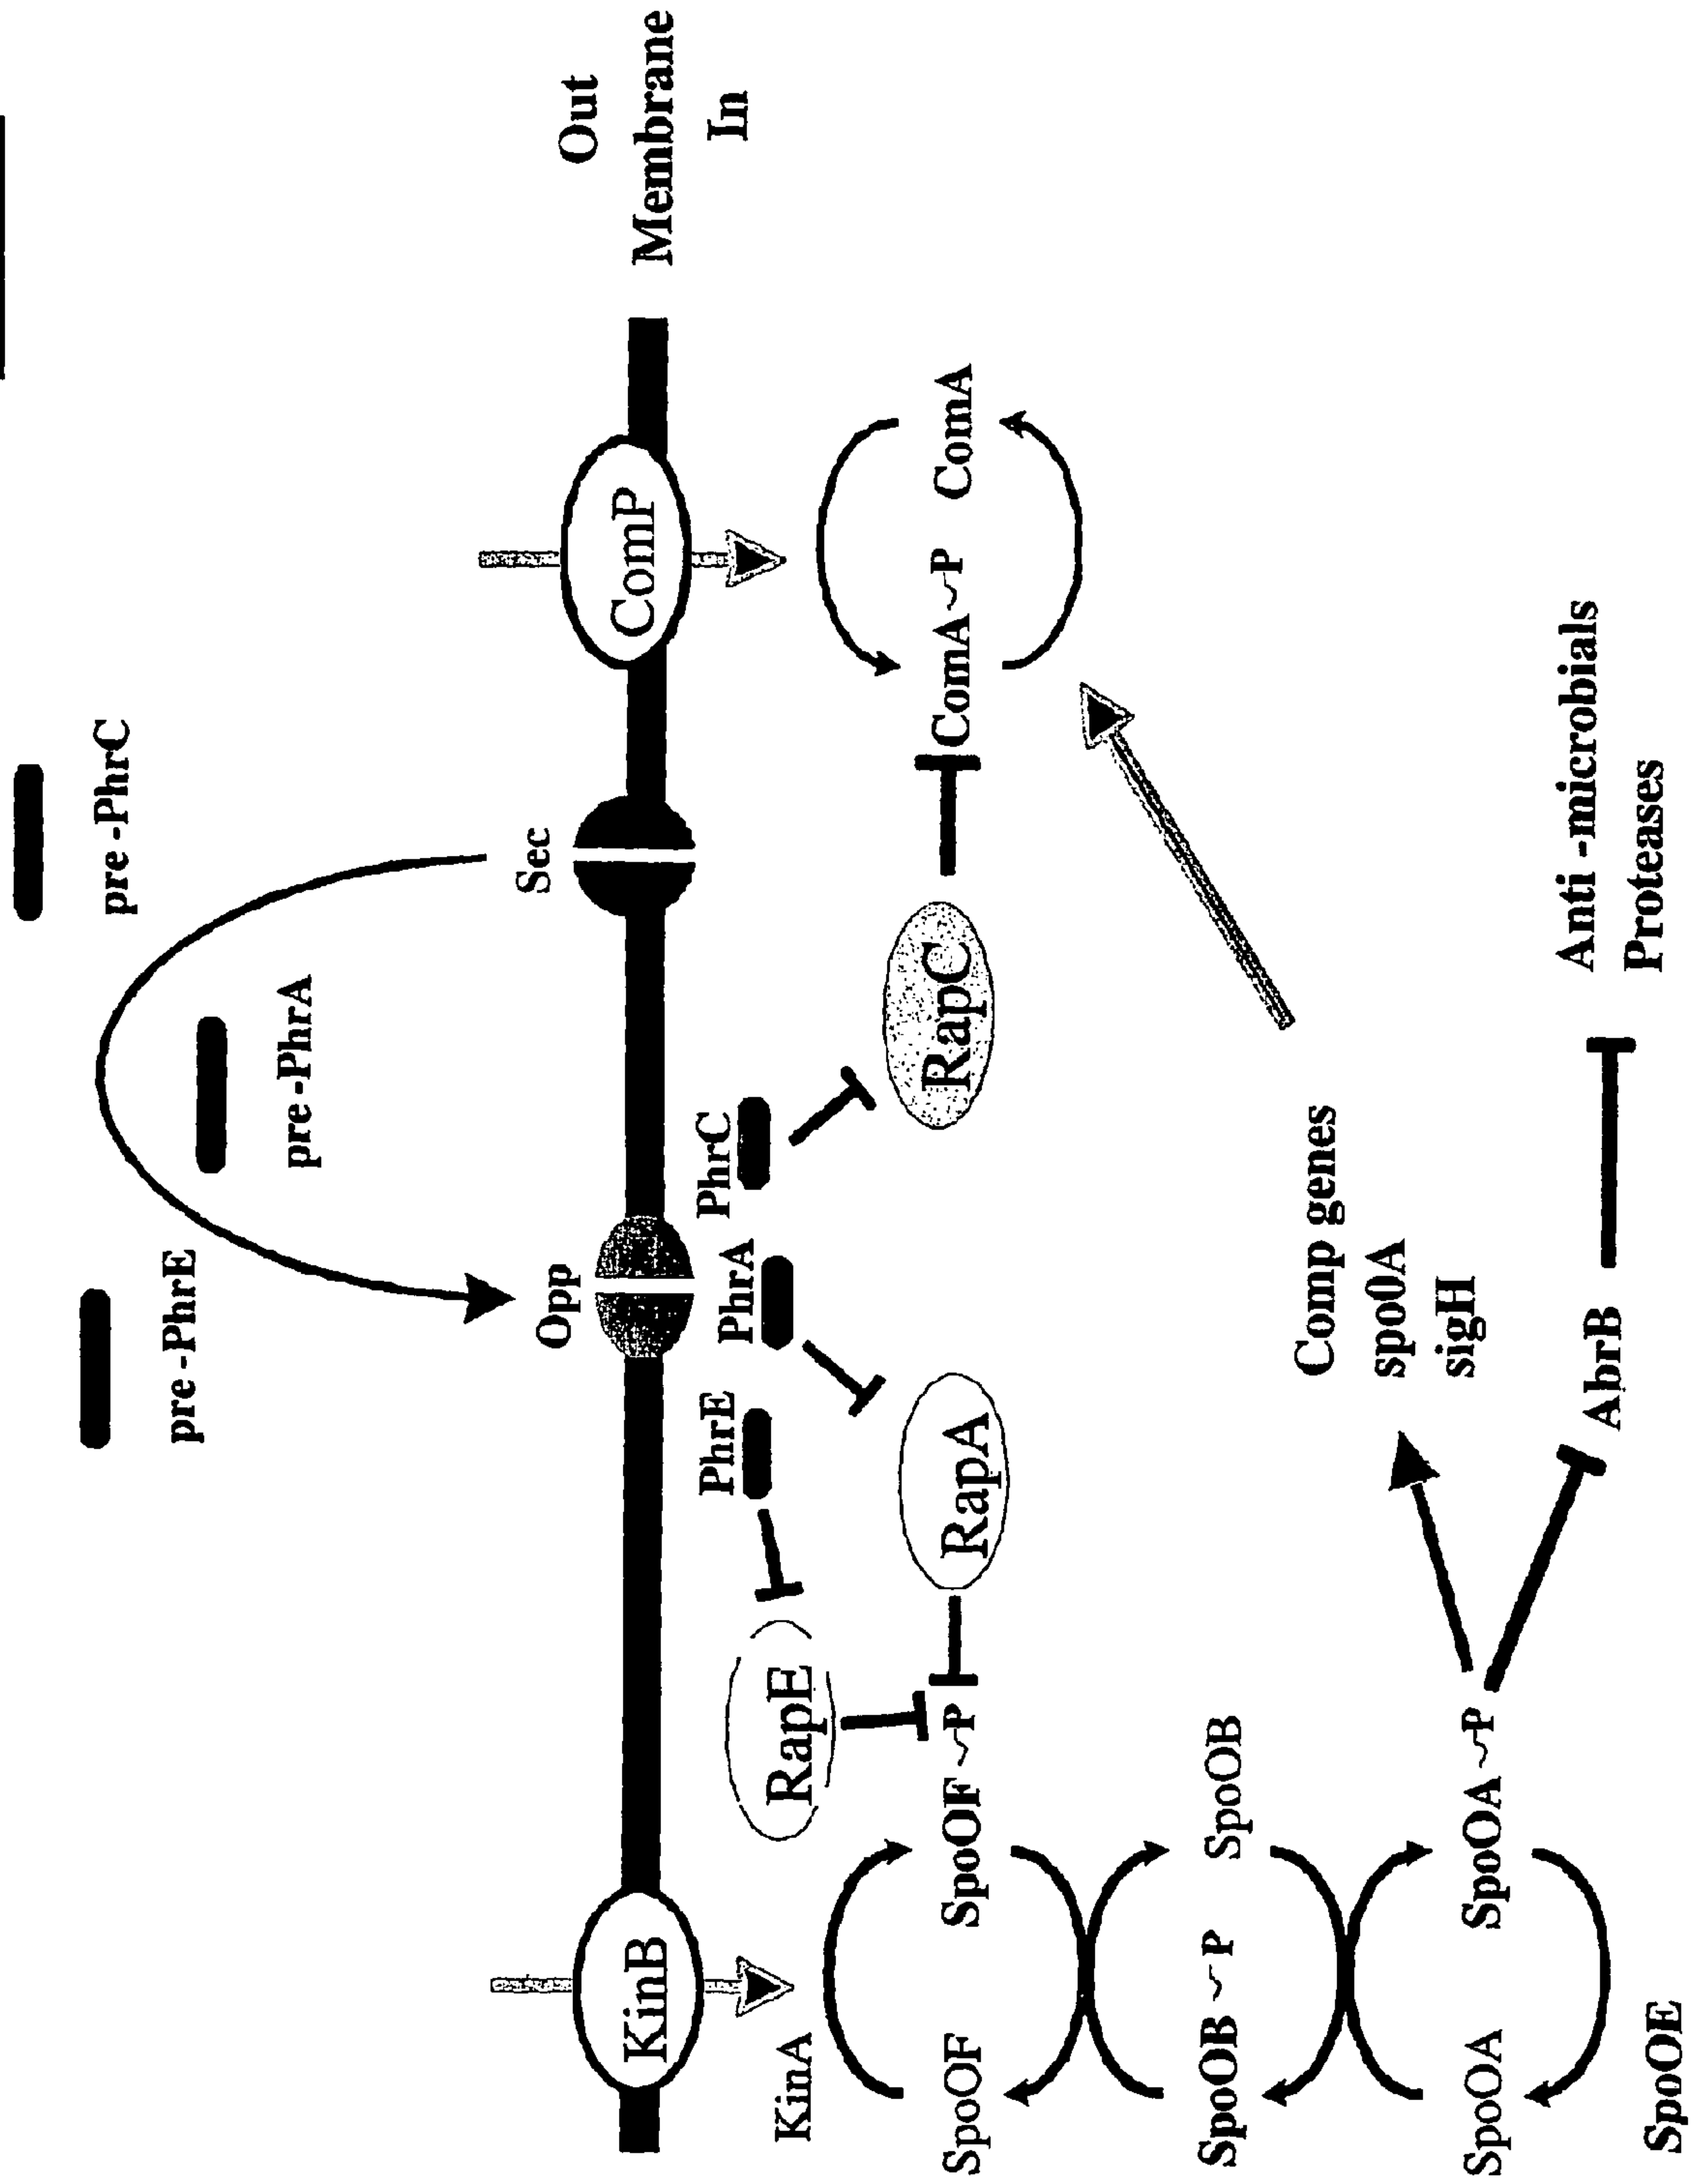 pre -PhrE
pre -PhrA
pre -PhrC
Opp
Sec
Out
Membrane
In
KinB
ComP
KinA
PhrE
PhrA
PhrC
RapE
RapA
RapC
SpoOF
SpoOF ~P
ComA ~P
ComA
SpoOB ~P
SpoOB
SpoOA
SpoOA ~P
SpoOE
Comp genes
spo0A
sigH
AbrB
Anti -microbials
Proteases